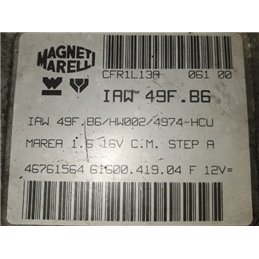 MAGNETI
MARELLI
CFR1L13A 061 00
IAW 49F.B6
IAW 49F.B6/HW002/4974-HCU
MAREA 1.6 16V C.M. STEP A
46761564 61600.419.04 F 12V=